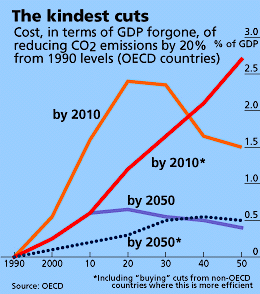 The kindest cuts
Cost, in terms of GDP forgone, of
reducing CO2 emissions by 20%
from 1990 levels (OECD countries)
3.0
% of GDP
2.5
2.0
1.5
1.0
0.5
0
by 2010
by 2010*
by 2050
by 2050*
1990 2000 10 20 30 40 50
Source: OECD
*Including "buying" cuts from non-OECD
countries where this is more efficient